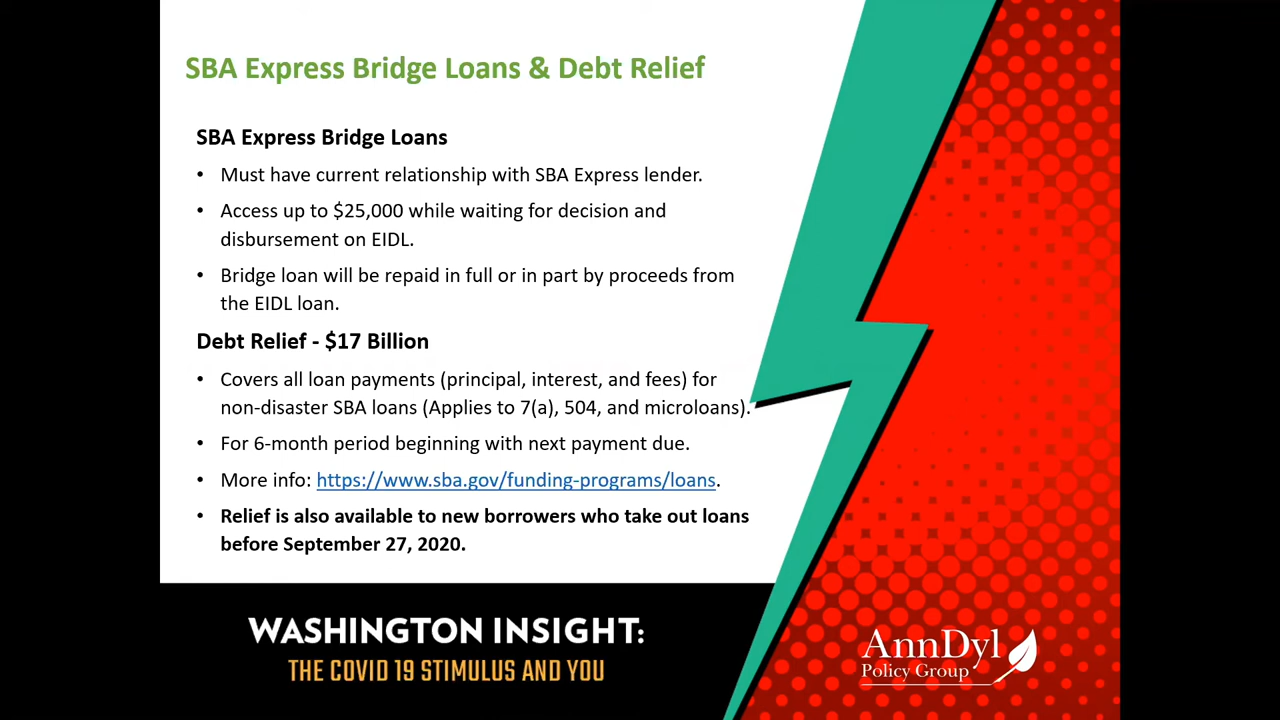 SBA Express Bridge Loans & Debt Relief
SBA Express Bridge Loans
• Must have current relationship with SBA Express lender.
• Access up to $25,000 while waiting for decision and
disbursement on EIDL.
• Bridge loan will be repaid in full or in part by proceeds from
the EIDL loan.
Debt Relief - $17 Billion
• Covers all loan payments (principal, interest, and fees) for
non-disaster SBA loans (Applies to 7(a), 504, and microloans).
• For 6-month period beginning with next payment due.
• More info: https://www.sba.gov/funding-programs/loans.
• Relief is also available to new borrowers who take out loans
before September 27, 2020.
WASHINGTON INSIGHT:
THE COVID 19 STIMULUS AND YOU
AnnDyl
Policy Group